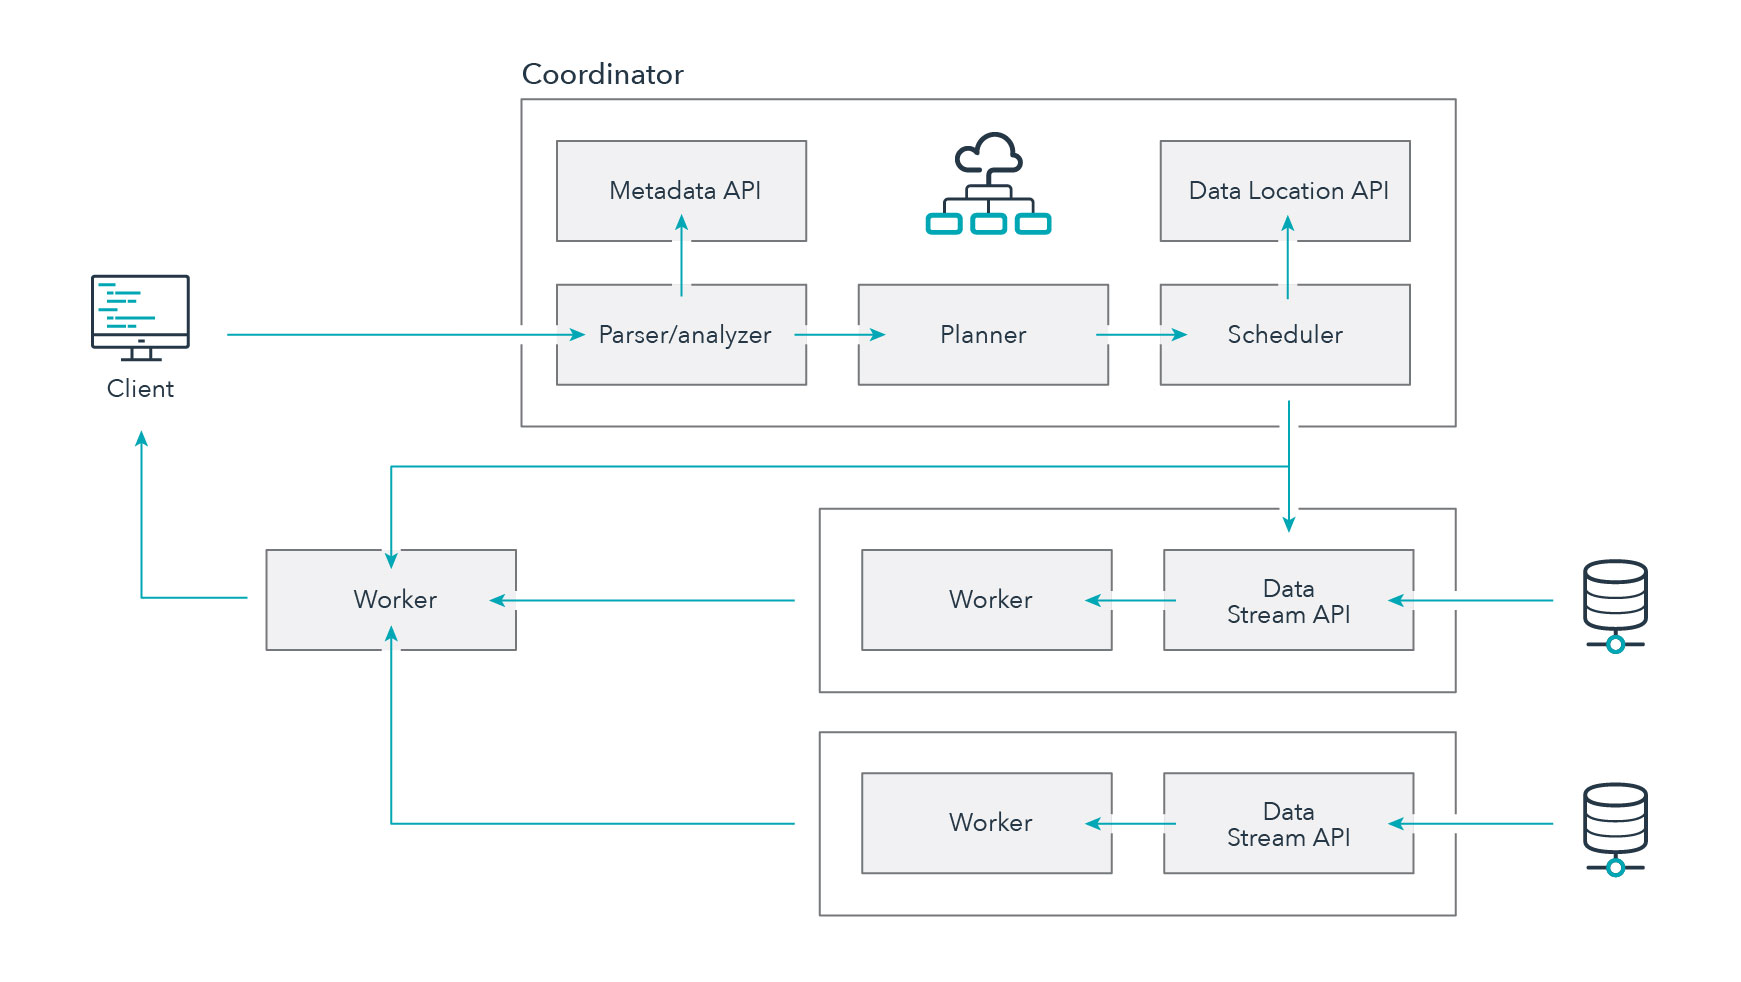 Coordinator
Metadata API
Data Location API
Parser/analyzer
Planner
Scheduler
Client
Worker
Worker
Data
Stream API
Worker
Data
Stream API